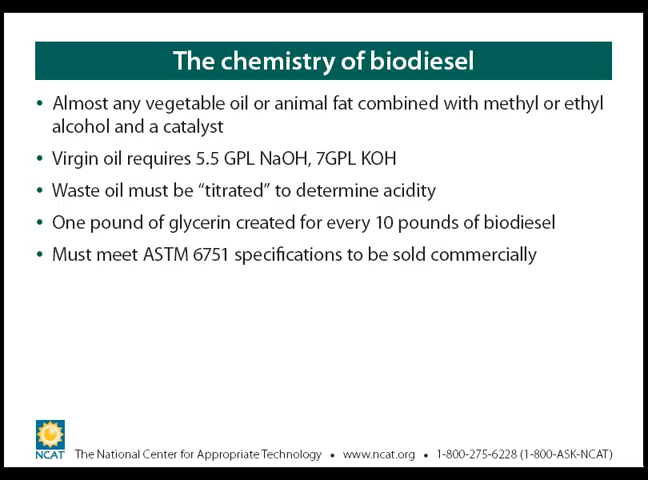 The chemistry of biodiesel
• Almost any vegetable oil or animal fat combined with methyl or ethyl
alcohol and a catalyst
• Virgin oil requires 5.5 GPL NaOH, 7GPL KOH
• Waste oil must be “titrated” to determine acidity
• One pound of glycerin created for every 10 pounds of biodiesel
• Must meet ASTM 6751 specifications to be sold commercially
NCAT
The National Center for Appropriate Technology • www.ncat.org • 1-800-275-6228 (1-800-ASK-NCAT)